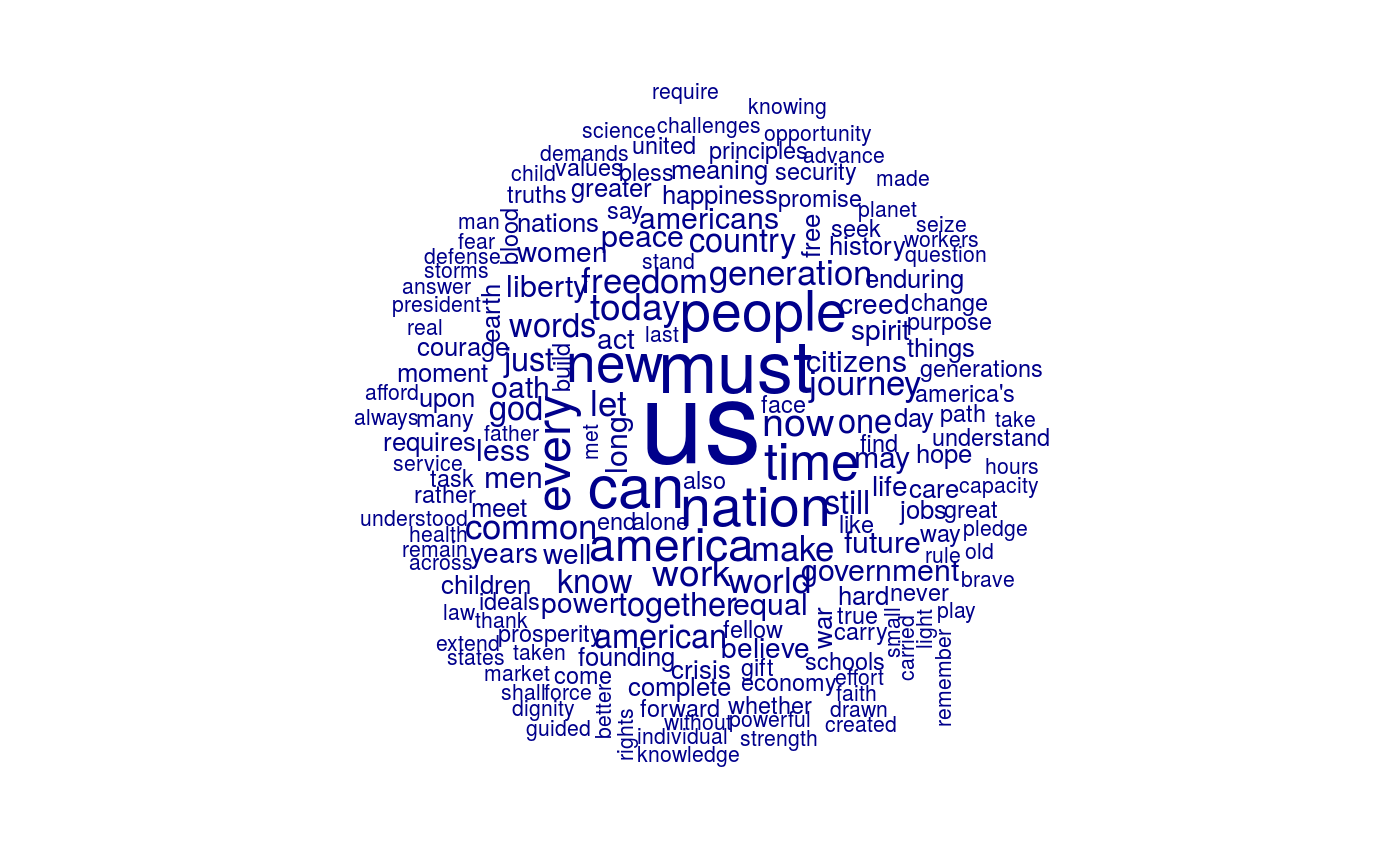 require
knowing
science challenges opportunity
demands united principles advance
child values bless meaning security made
truths greater happiness promise planet
man blood nations say americans free seek seize
fear women peace country history workers
defense stand question
storms liberty freedom generation enduring
answer
president earth today people creed change
real words act last spirit purpose
courage just build new must citizens things
moment oath journey generations
afford upon god let us face america's
always many every now one day path take
requires father met long find understand
less time may hope hours
service task men can also life care capacity
rather meet nation still jobs great
understood common end alone like pledge
health america make future way
remain years well rule old
across
children know work world government brave
ideals power together equal hard never
law thank war true small light play
extend prosperity american fellow carry carried remember
states taken founding believe schools
market come crisis gift effort
shall force better complete economy faith
dignity forward whether drawn
guided rights without powerful created
individual strength
knowledge